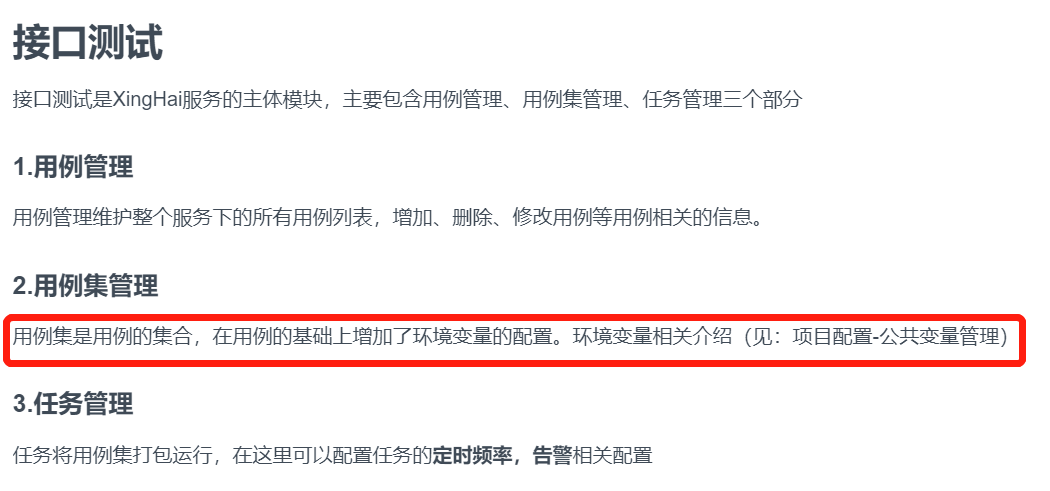 接口测试
接口测试是XingHai服务的主体模块，主要包含用例管理、用例集管理、任务管理三个部分
1.用例管理
用例管理维护整个服务下的所有用例列表，增加、删除、修改用例等用例相关的信息。
2.用例集管理
用例集是用例的集合，在用例的基础上增加了环境变量的配置。环境变量相关介绍（见：项目配置-公共变量管理）
3.任务管理
任务将用例集打包运行，在这里可以配置任务的定时频率，告警相关配置